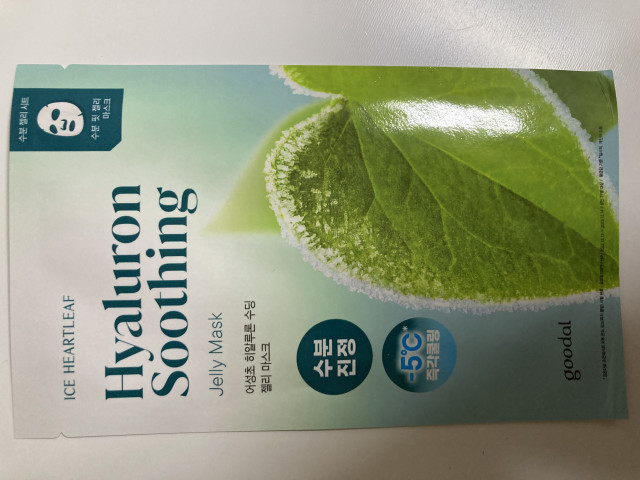 수분 젤리 시트
수분 핏 젤리
마스크
ICE HEARTLEAF
Hyaluron
Soothing
Jelly Mask
어성초 히알루론 수딩
젤리 마스크
수분
진정
-5℃*
즉각쿨링
goodal